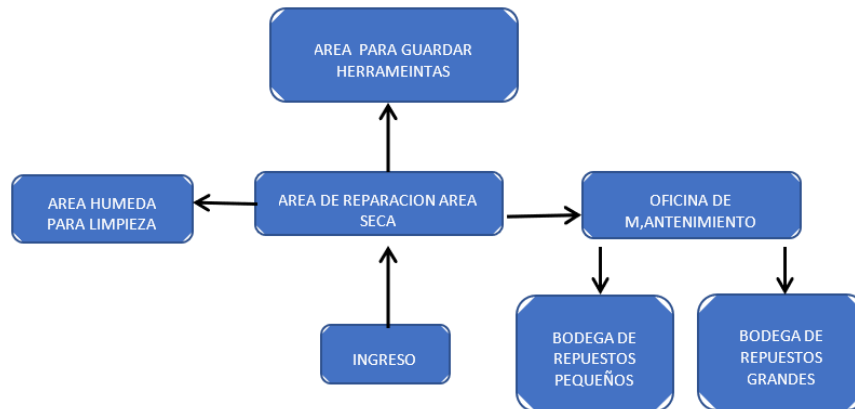 AREA PARA GUARDAR
HERRAMEINTAS
AREA HUMEDA
PARA LIMPIEZA
AREA DE REPARACION AREA
SECA
OFICINA DE
M,ANTENIMIENTO
INGRESO
BODEGA DE
REPUESTOS
PEQUEÑOS
BODEGA DE
REPUESTOS
GRANDES